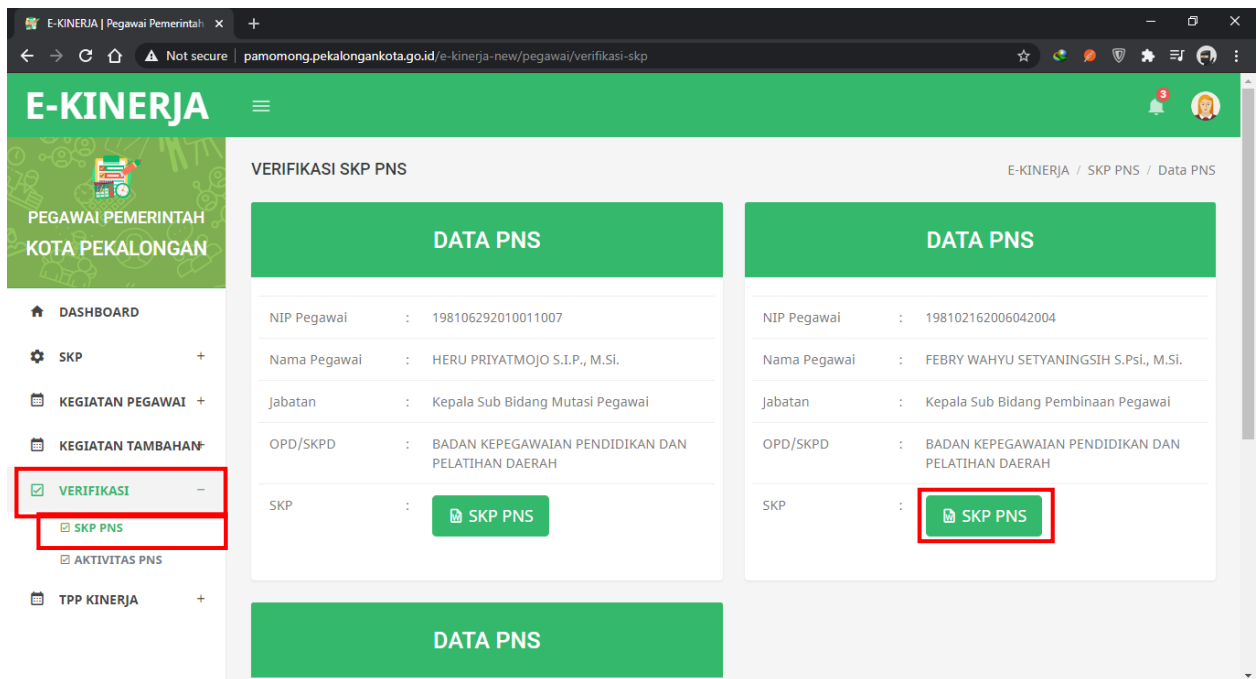 E-KINERJA | Pegawai Pemerintah
Not secure | pamomong.pekalongankota.go.id/e-kinerja-new/pegawai/verifikasi-skp
E-KINERJA
3
PEGAWAI PEMERINTAH
KOTA PEKALONGAN
DASHBOARD
SKP +
KEGIATAN PEGAWAI +
KEGIATAN TAMBAHAN+
VERIFIKASI −
SKP PNS
AKTIVITAS PNS
TPP KINERJA +
VERIFIKASI SKP PNS
E-KINERJA / SKP PNS / Data PNS
DATA PNS
NIP Pegawai : 198106292010011007
Nama Pegawai : HERU PRIYATMOJO S.I.P., M.Si.
Jabatan : Kepala Sub Bidang Mutasi Pegawai
OPD/SKPD : BADAN KEPEGAWAIAN PENDIDIKAN DAN
PELATIHAN DAERAH
SKP : SKP PNS
DATA PNS
NIP Pegawai : 198102162006042004
Nama Pegawai : FEBRY WAHYU SETYANINGSIH S.Psi., M.Si.
Jabatan : Kepala Sub Bidang Pembinaan Pegawai
OPD/SKPD : BADAN KEPEGAWAIAN PENDIDIKAN DAN
PELATIHAN DAERAH
SKP : SKP PNS
DATA PNS